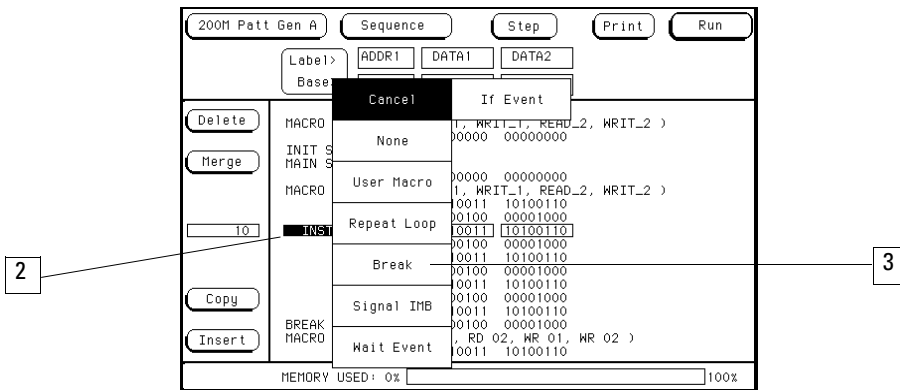 200M Patt Gen A Sequence Step Print Run
Label> ADDR1 DATA1 DATA2
Base
Cancel If Event
None
User Macro
Repeat Loop
Break
Signal IMB
Wait Event
Delete
Merge
10
Copy
Insert
MACRO 1, WRIT_1, READ_2, WRIT_2 )
00000 00000000
INIT S
MAIN S
00000 00000000
MACRO 1, WRIT_1, READ_2, WRIT_2 )
10011 10100110
00100 00001000
INST 10011 10100110
00100 00001000
10011 10100110
00100 00001000
10011 10100110
00100 00001000
10011 10100110
BREAK 00100 00001000
MACRO , RD 02, WR 01, WR 02 )
10011 10100110
MEMORY USED: 0% 100%
2
3